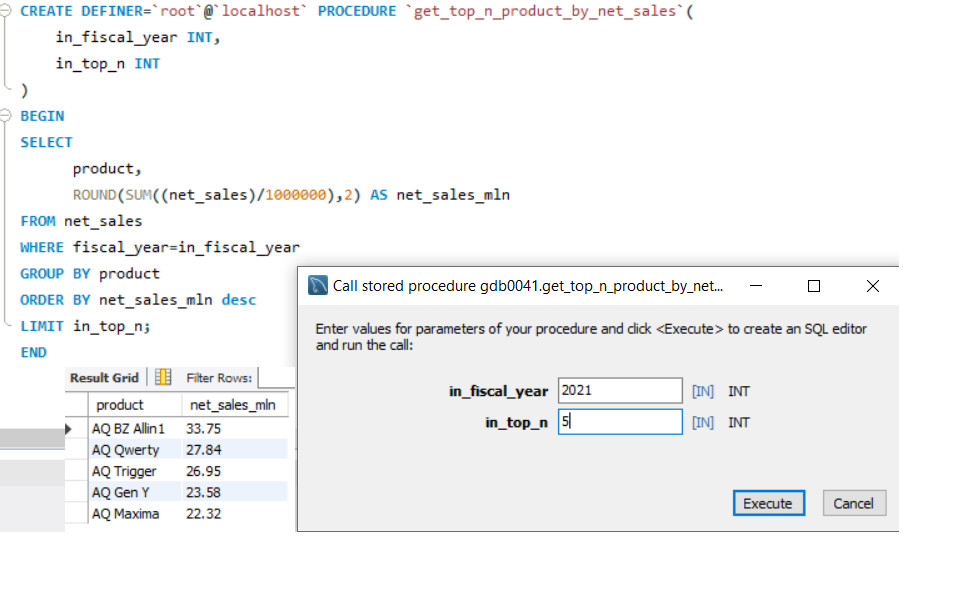 CREATE DEFINER=`root`@`localhost` PROCEDURE `get_top_n_product_by_net_sales`(
in_fiscal_year INT,
in_top_n INT
)
BEGIN
SELECT
product,
ROUND(SUM((net_sales)/1000000),2) AS net_sales_mln
FROM net_sales
WHERE fiscal_year=in_fiscal_year
GROUP BY product
ORDER BY net_sales_mln desc
LIMIT in_top_n;
END
Result Grid Filter Rows:
product net_sales_mln
AQ BZ Allin1 33.75
AQ Qwerty 27.84
AQ Trigger 26.95
AQ Gen Y 23.58
AQ Maxima 22.32
Call stored procedure gdb0041.get_top_n_product_by_net...
Enter values for parameters of your procedure and click <Execute> to create an SQL editor
and run the call:
in_fiscal_year 2021 [IN] INT
in_top_n 5 [IN] INT
Execute Cancel